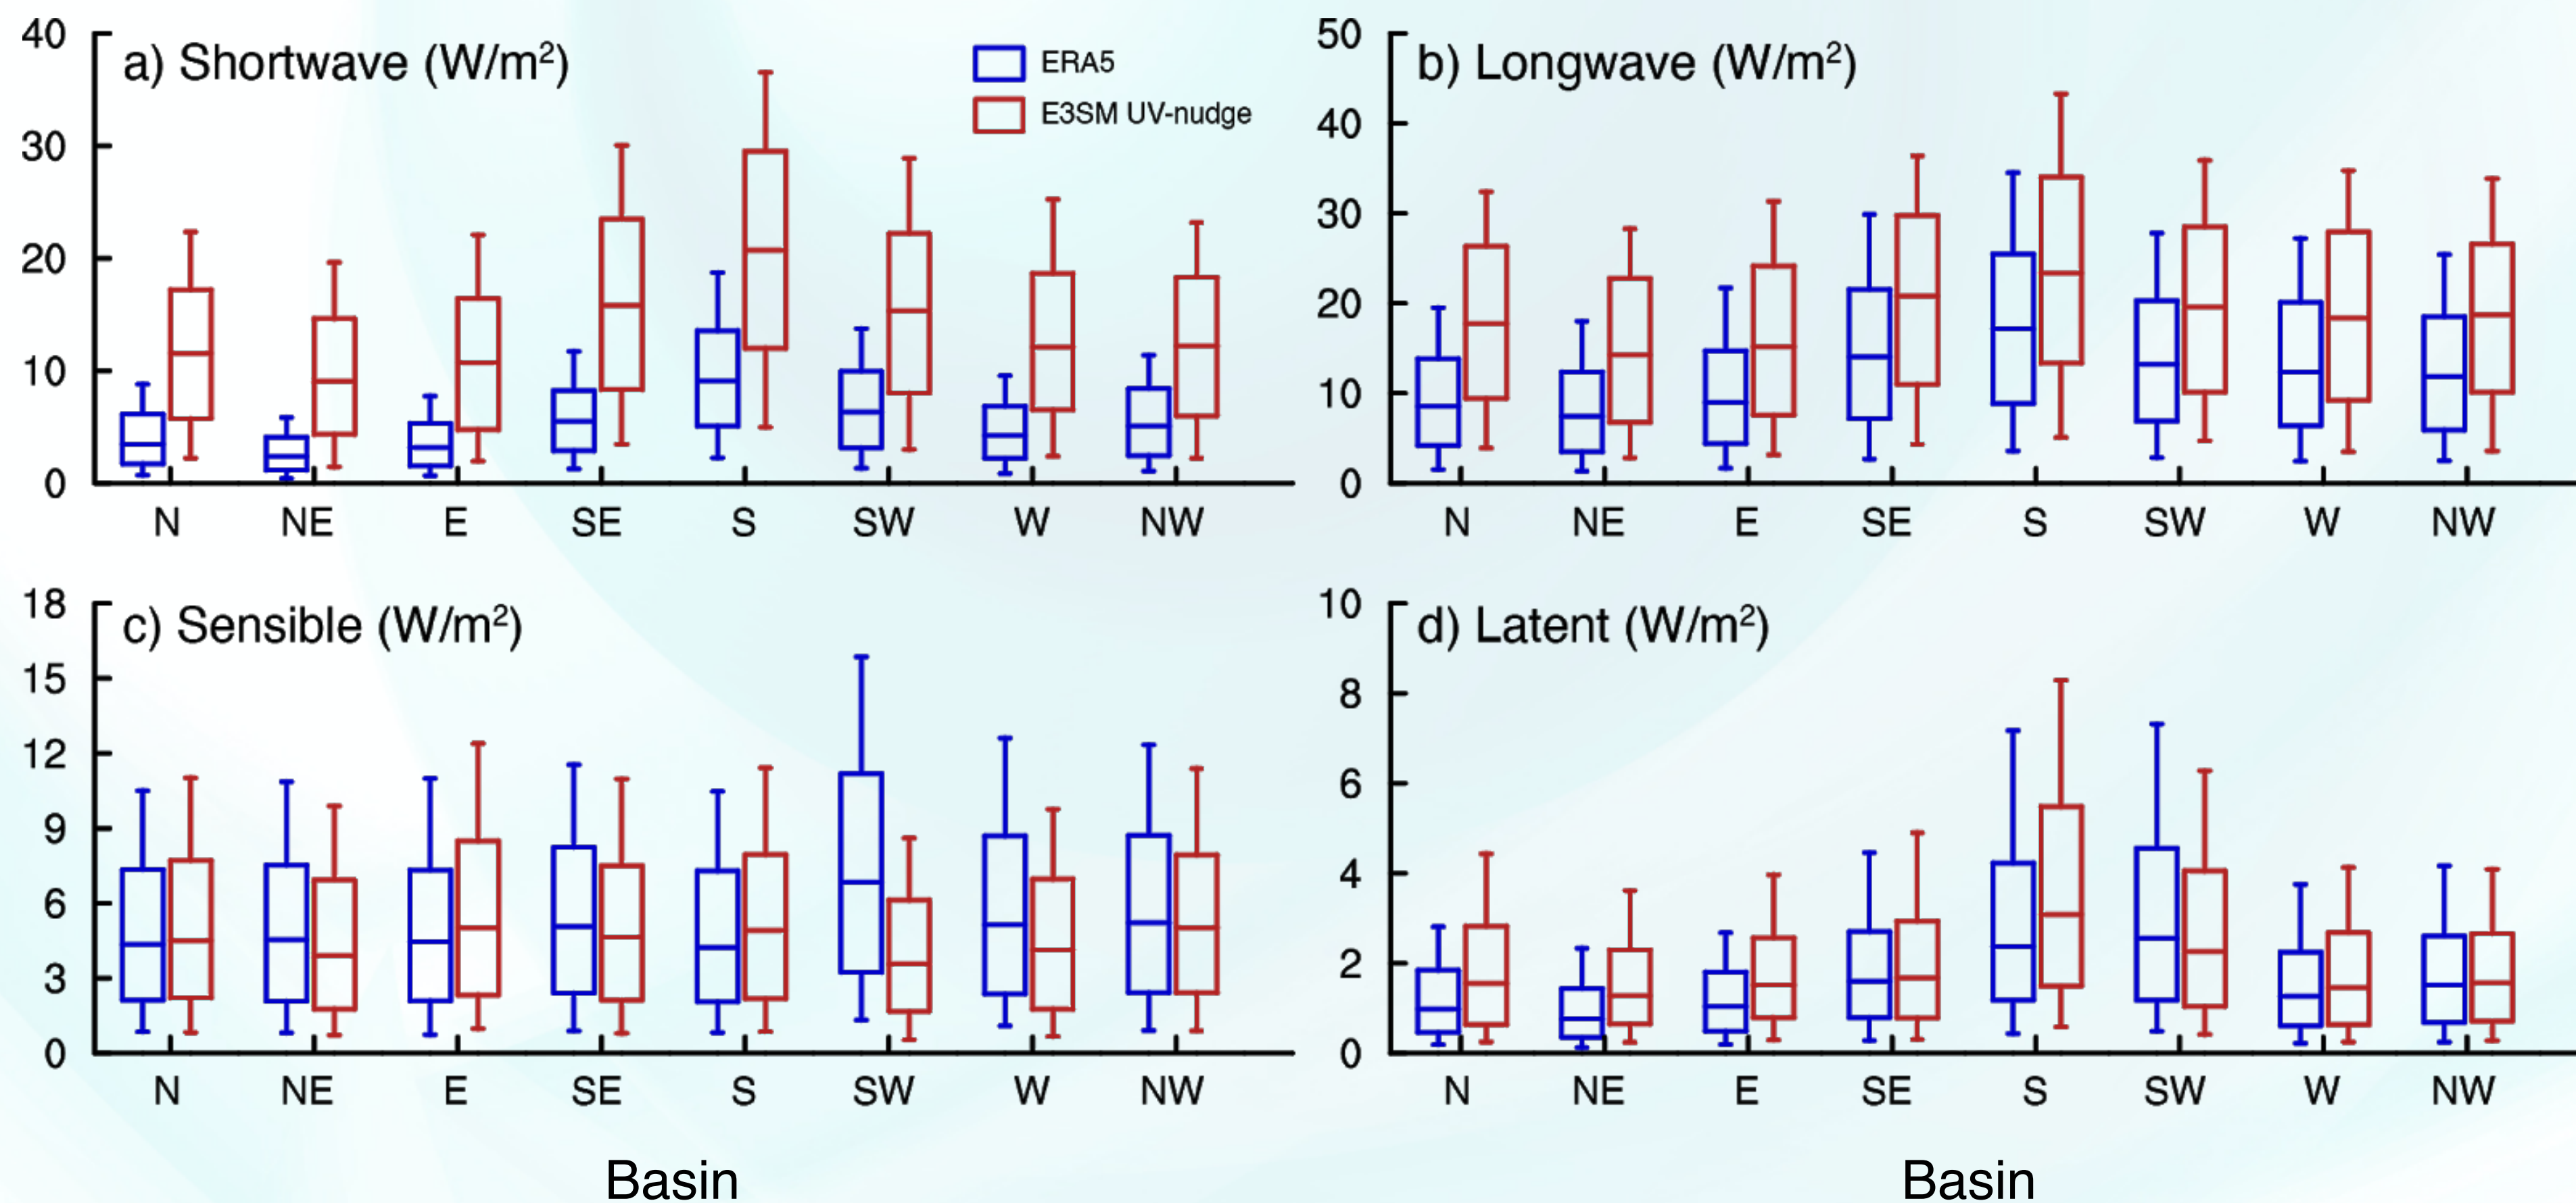 a) Shortwave (W/m²)
ERA5
E3SM UV-nudge
40
30
20
10
0
N NE E SE S SW W NW
b) Longwave (W/m²)
50
40
30
20
10
0
N NE E SE S SW W NW
c) Sensible (W/m²)
18
15
12
9
6
3
0
N NE E SE S SW W NW
Basin
d) Latent (W/m²)
10
8
6
4
2
0
N NE E SE S SW W NW
Basin